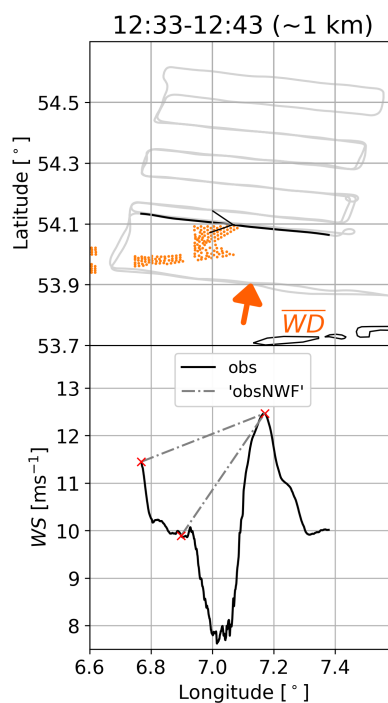 12:33-12:43 (~1 km)
Latitude [°]
54.5
54.3
54.1
53.9
53.7
WD
obs
'obsNWF'
WS [ms⁻¹]
13
12
11
10
9
8
6.6 6.8 7.0 7.2 7.4
Longitude [°]